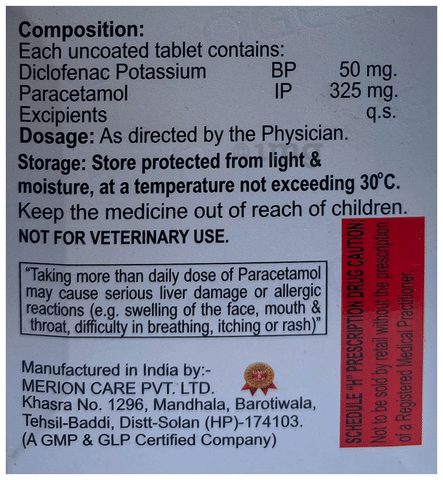 Composition:
Each uncoated tablet contains:
Diclofenac Potassium BP 50 mg.
Paracetamol IP 325 mg.
Excipients q.s.
Dosage: As directed by the Physician.
Storage: Store protected from light &
moisture, at a temperature not exceeding 30°C.
Keep the medicine out of reach of children.
NOT FOR VETERINARY USE.
"Taking more than daily dose of Paracetamol
may cause serious liver damage or allergic
reactions (e.g. swelling of the face, mouth &
throat, difficulty in breathing, itching or rash)"
Manufactured in India by:-
MERION CARE PVT. LTD.
Khasra No. 1296, Mandhala, Barotiwala,
Tehsil-Baddi, Distt-Solan (HP)-174103.
(A GMP & GLP Certified Company)
SCHEDULE "H" PRESCRIPTION DRUG CAUTION:
Not to be sold by retail without the prescription
of a Registered Medical Practitioner.